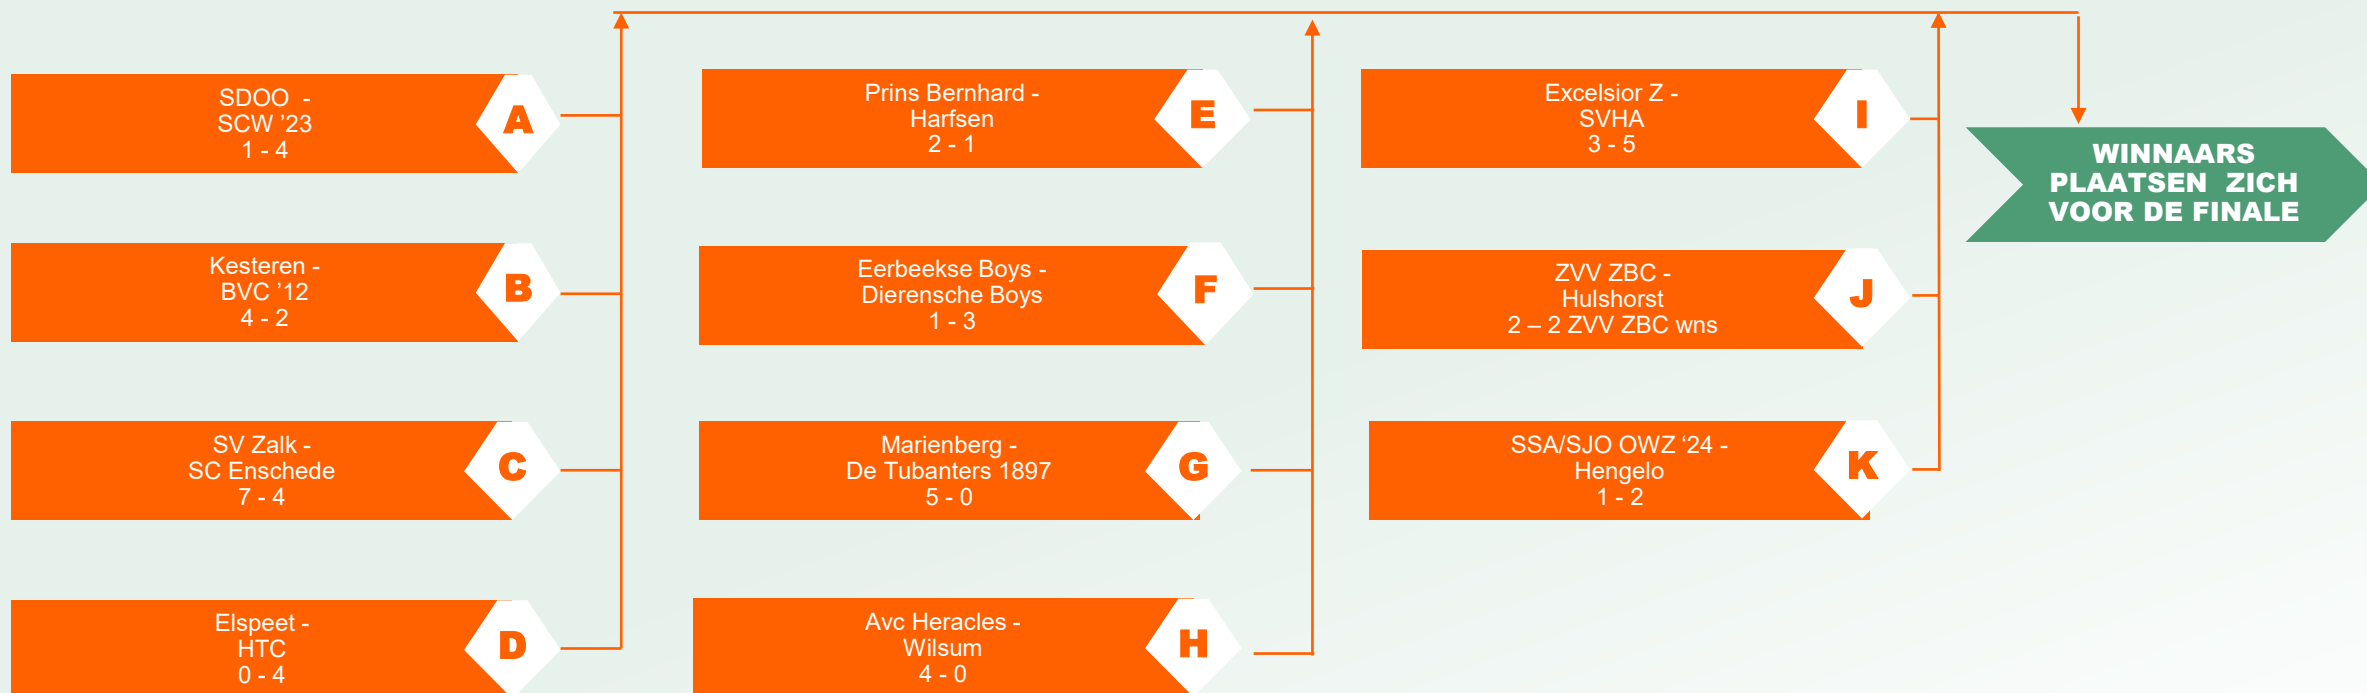 SDOO  -
SCW ’23
1 - 4
A
Kesteren -
BVC ’12
4 - 2
B
SV Zalk -
SC Enschede
7 - 4
C
Elspeet -
HTC
0 - 4
D
Prins Bernhard -
Harfsen
2 - 1
E
Eerbeekse Boys -
Dierensche Boys
1 - 3
F
Marienberg -
De Tubanters 1897
5 - 0
G
Avc Heracles -
Wilsum
4 - 0
H
Excelsior Z -
SVHA
3 - 5
I
ZVV ZBC -
Hulshorst
2 – 2 ZVV ZBC wns
J
SSA/SJO OWZ ‘24 -
Hengelo
1 - 2
K
WINNAARS
PLAATSEN  ZICH
VOOR DE FINALE